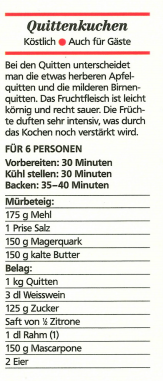 Quittenkuchen
Köstlich ● Auch für Gäste
Bei den Quitten unterscheidet
man die etwas herberen Apfel-
quitten und die milderen Birnen-
quitten. Das Fruchtfleisch ist leicht
körnig und recht sauer. Die Früch-
te duften sehr intensiv, was durch
das Kochen noch verstärkt wird.
FÜR 6 PERSONEN
Vorbereiten: 30 Minuten
Kühl stellen: 30 Minuten
Backen: 35–40 Minuten
Mürbeteig:
175 g Mehl
1 Prise Salz
150 g Magerquark
150 g kalte Butter
Belag:
1 kg Quitten
3 dl Weisswein
125 g Zucker
Saft von ½ Zitrone
1 dl Rahm (1)
150 g Mascarpone
2 Eier